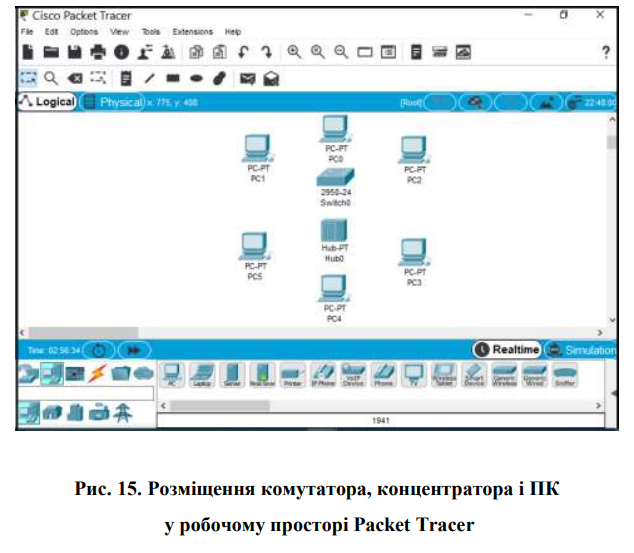 Cisco Packet Tracer
File Edit Options View Tools Extensions Help
?
Logical Physical x: 775, y: 408 [Root] 22:48:00
PC-PT
PC0
PC-PT
PC1
PC-PT
PC2
2950-24
Switch0
Hub-PT
Hub0
PC-PT
PC5
PC-PT
PC3
PC-PT
PC4
Time: 02:56:34 Realtime Simulation
PC Laptop Server Printer IP Phone VoIP Device Phone TV Wireless Tablet Smart Device Generic Wireless Generic Wired Sniffer
1941
Рис. 15. Розміщення комутатора, концентратора і ПК
у робочому просторі Packet Tracer